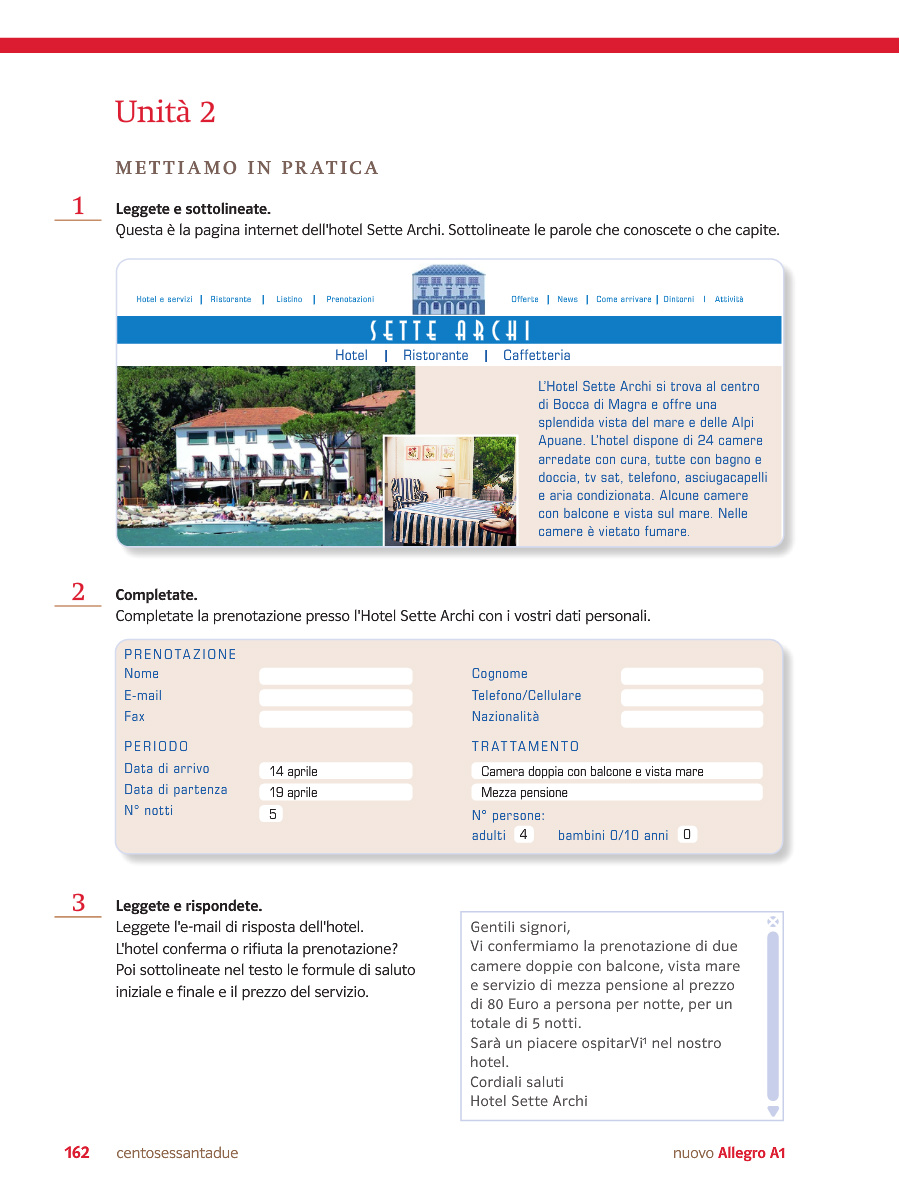 Unità 2
METTIAMO IN PRATICA
1
Leggete e sottolineate.
Questa è la pagina internet dell'hotel Sette Archi. Sottolineate le parole che conoscete o che capite.
Hotel e servizi | Ristorante | Listino | Prenotazioni
Offerte | News | Come arrivare | Dintorni | Attività
SETTE ARCHI
Hotel | Ristorante | Caffetteria
L'Hotel Sette Archi si trova al centro
di Bocca di Magra e offre una
splendida vista del mare e delle Alpi
Apuane. L'hotel dispone di 24 camere
arredate con cura, tutte con bagno e
doccia, tv sat, telefono, asciugacapelli
e aria condizionata. Alcune camere
con balcone e vista sul mare. Nelle
camere è vietato fumare.
2
Completate.
Completate la prenotazione presso l'Hotel Sette Archi con i vostri dati personali.
PRENOTAZIONE
Nome
E-mail
Fax
Cognome
Telefono/Cellulare
Nazionalità
PERIODO
Data di arrivo 14 aprile
Data di partenza 19 aprile
N° notti 5
TRATTAMENTO
Camera doppia con balcone e vista mare
Mezza pensione
N° persone:
adulti 4 bambini 0/10 anni 0
3
Leggete e rispondete.
Leggete l'e-mail di risposta dell'hotel.
L'hotel conferma o rifiuta la prenotazione?
Poi sottolineate nel testo le formule di saluto
iniziale e finale e il prezzo del servizio.
Gentili signori,
Vi confermiamo la prenotazione di due
camere doppie con balcone, vista mare
e servizio di mezza pensione al prezzo
di 80 Euro a persona per notte, per un
totale di 5 notti.
Sarà un piacere ospitarVi¹ nel nostro
hotel.
Cordiali saluti
Hotel Sette Archi
162 centosessantadue
nuovo Allegro A1